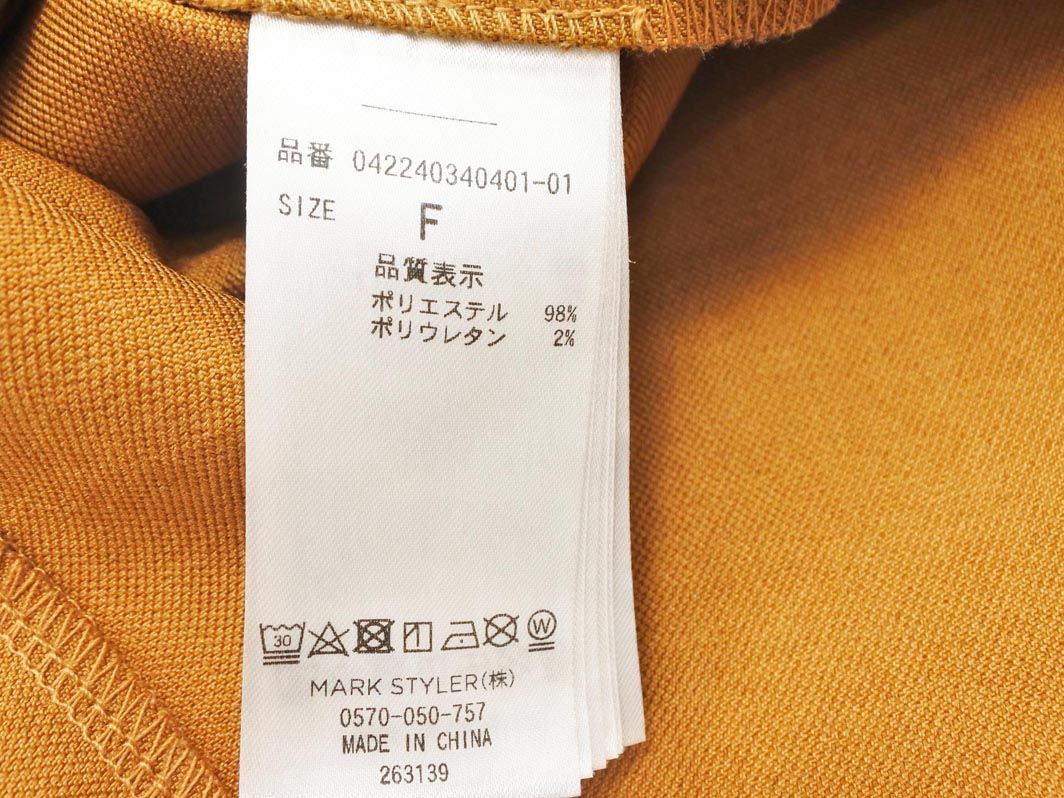 品番 042240340401-01
SIZE F
品質表示
ポリエステル 98%
ポリウレタン 2%
30 W
MARK STYLER(株)
0570-050-757
MADE IN CHINA
263139